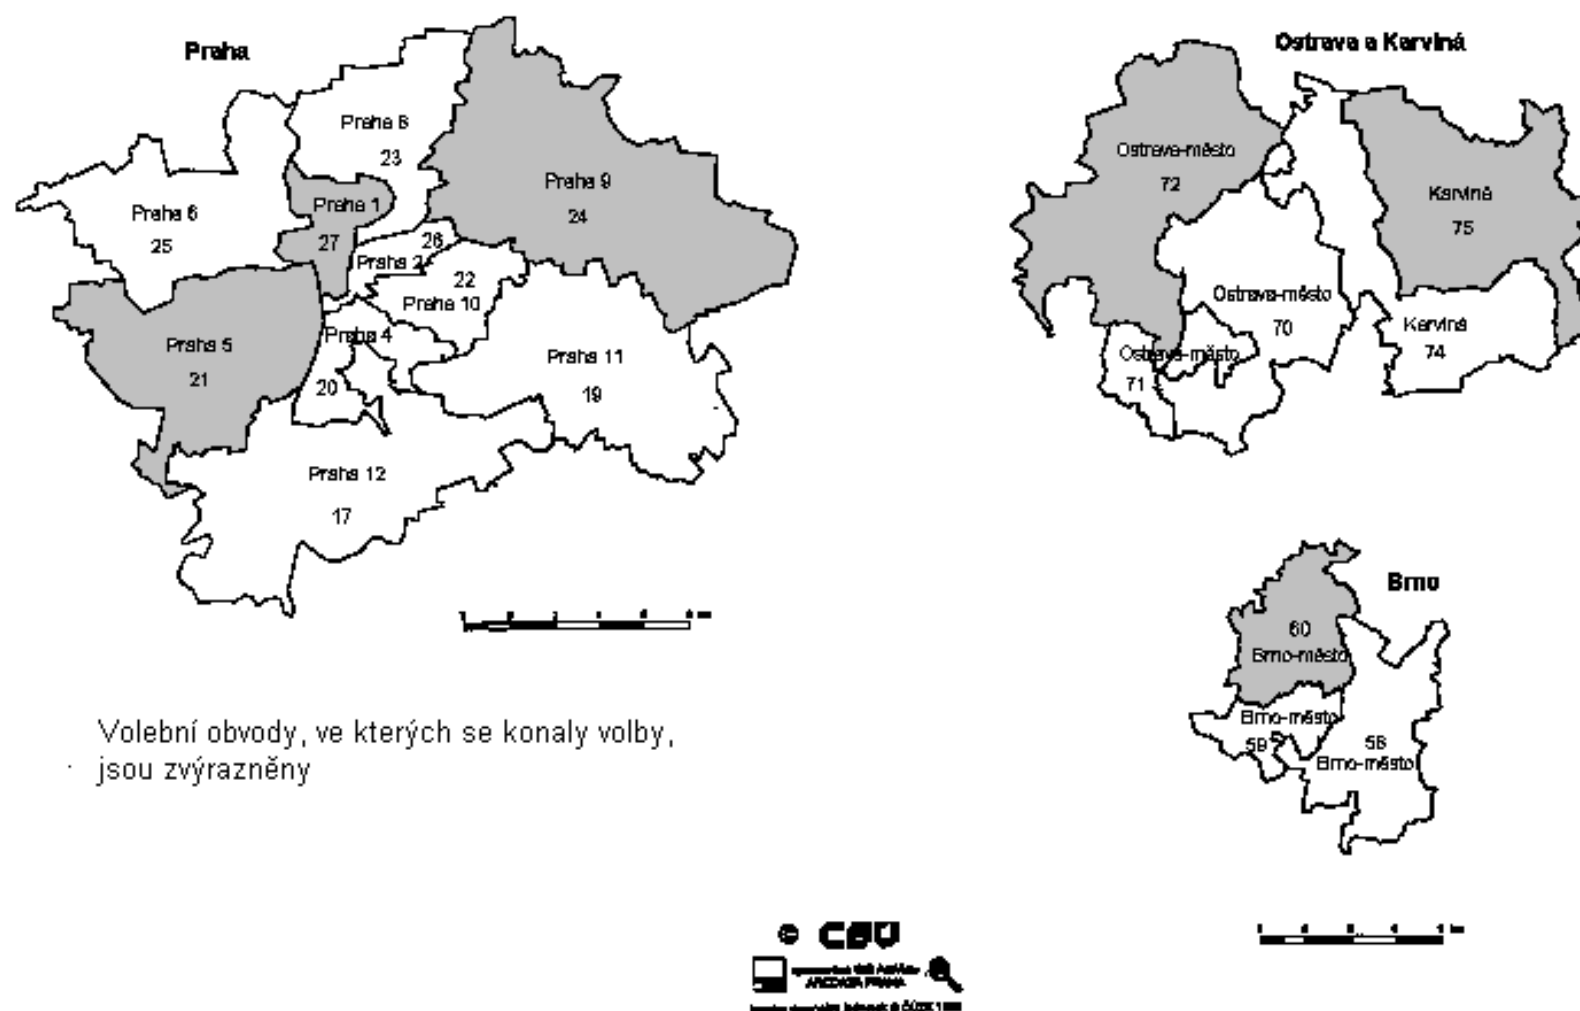 Praha
Praha 8
23
Praha 9
24
Praha 1
27
Praha 6
25
26
Praha 2
22
Praha 10
Praha 4
20
Praha 5
21
Praha 11
19
Praha 12
17
Ostrava a Karviná
Ostrava-město
72
Karviná
75
Ostrava-město
70
Karviná
74
Ostrava-město
71
Brno
60
Brno-město
Brno-město
59
58
Brno-město
Volební obvody, ve kterých se konaly volby,
jsou zvýrazněny
© ČSÚ
ARCDATA PRAHA